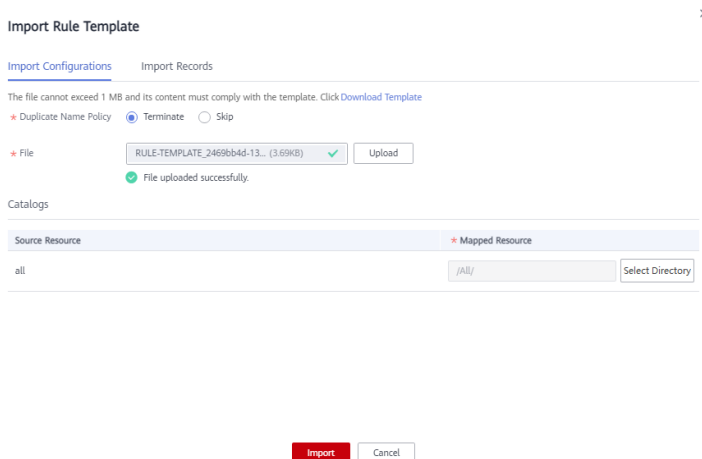 Import Rule Template
Import Configurations Import Records
The file cannot exceed 1 MB and its content must comply with the template. Click Download Template
* Duplicate Name Policy Terminate Skip
* File RULE-TEMPLATE_2469bb4d-13... (3.69KB) Upload
File uploaded successfully.
Catalogs
Source Resource * Mapped Resource
all /All/ Select Directory
Import Cancel